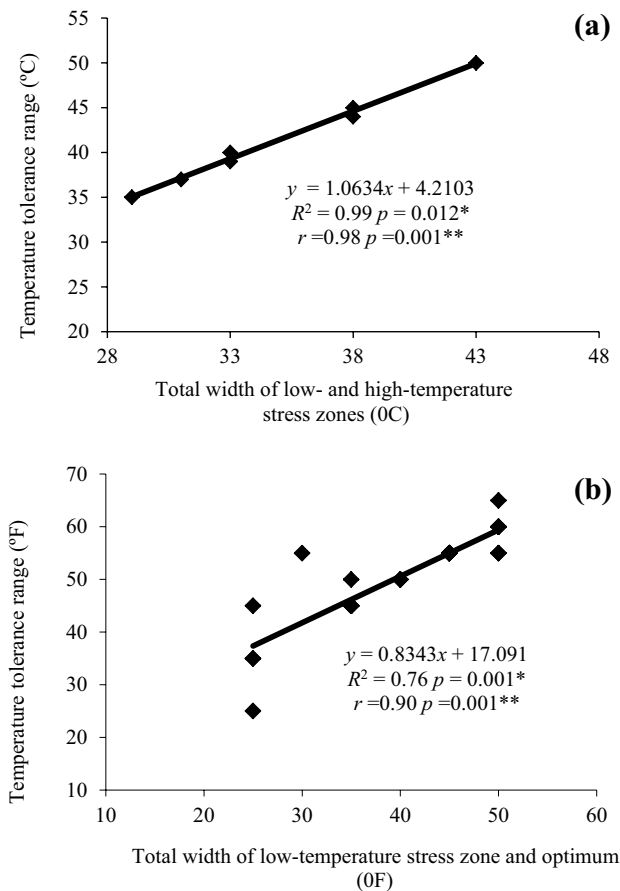 (a)
Temperature tolerance range (ºC)
55
50
45
40
35
30
25
20
y = 1.0634x + 4.2103
R² = 0.99 p = 0.012*
r =0.98 p =0.001**
28 33 38 43 48
Total width of low- and high-temperature
stress zones (0C)
(b)
Temperature tolerance range (ºF)
70
60
50
40
30
20
10
y = 0.8343x + 17.091
R² = 0.76 p = 0.001*
r =0.90 p =0.001**
10 20 30 40 50 60
Total width of low-temperature stress zone and optimum
(0F)